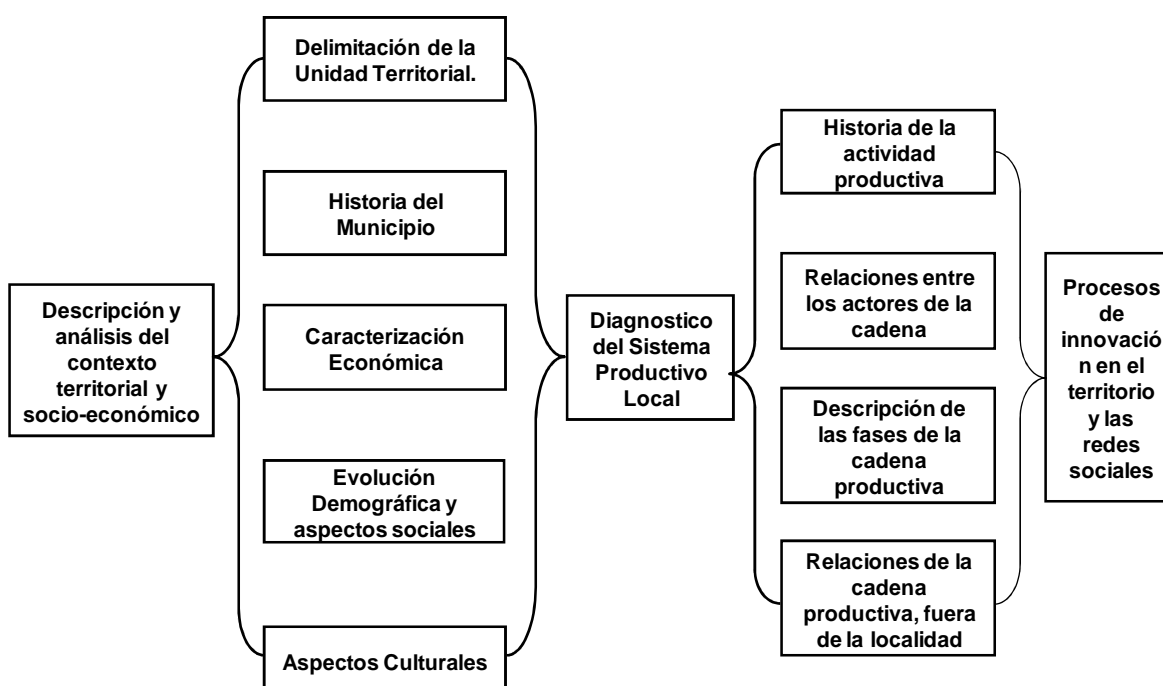 Descripción y
análisis del
contexto
territorial y
socio-económico
Delimitación de la
Unidad Territorial.
Historia del
Municipio
Caracterización
Económica
Evolución
Demográfica y
aspectos sociales
Aspectos Culturales
Diagnostico
del Sistema
Productivo
Local
Historia de la
actividad
productiva
Relaciones entre
los actores de la
cadena
Descripción de
las fases de la
cadena
productiva
Relaciones de la
cadena
productiva, fuera
de la localidad
Procesos
de
innovació
n en el
territorio
y las
redes
sociales